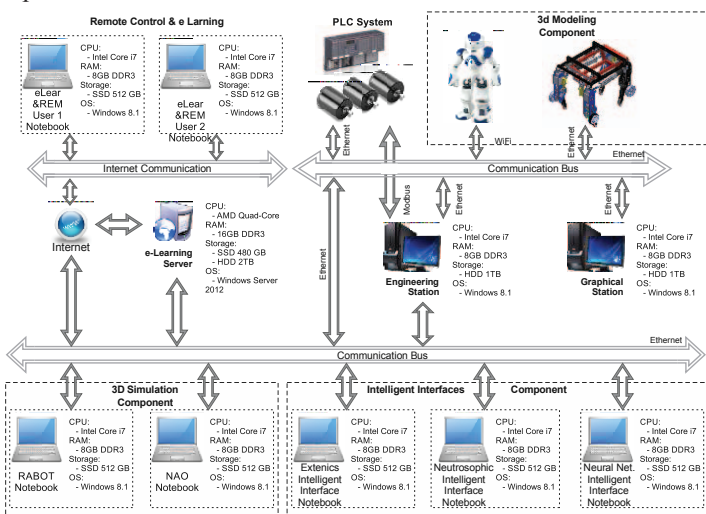 Remote Control & e Larning
PLC System
3d Modeling
Component
CPU:
- Intel Core i7
RAM:
- 8GB DDR3
Storage:
- SSD 512 GB
OS:
- Windows 8.1
eLear
&REM
User 1
Notebook
CPU:
- Intel Core i7
RAM:
- 8GB DDR3
Storage:
- SSD 512 GB
OS:
- Windows 8.1
eLear
&REM
User 2
Notebook
Ethernet
WiFi
Ethernet
Ethernet
Internet Communication
Communication Bus
Internet
e-Learning
Server
CPU:
- AMD Quad-Core
RAM:
- 16GB DDR3
Storage:
- SSD 480 GB
- HDD 2TB
OS:
- Windows Server
2012
Ethernet
Modbus
Ethernet
Ethernet
Engineering
Station
CPU:
- Intel Core i7
RAM:
- 8GB DDR3
Storage:
- HDD 1TB
OS:
- Windows 8.1
Graphical
Station
CPU:
- Intel Core i7
RAM:
- 8GB DDR3
Storage:
- HDD 1TB
OS:
- Windows 8.1
Ethernet
Communication Bus
3D Simulation
Component
Intelligent Interfaces Component
RABOT
Notebook
CPU:
- Intel Core i7
RAM:
- 8GB DDR3
Storage:
- SSD 512 GB
OS:
- Windows 8.1
NAO
Notebook
CPU:
- Intel Core i7
RAM:
- 8GB DDR3
Storage:
- SSD 512 GB
OS:
- Windows 8.1
Extenics
Intelligent
Interface
Notebook
CPU:
- Intel Core i7
RAM:
- 8GB DDR3
Storage:
- SSD 512 GB
OS:
- Windows 8.1
Neutrosophic
Intelligent
Interface
Notebook
CPU:
- Intel Core i7
RAM:
- 8GB DDR3
Storage:
- SSD 512 GB
OS:
- Windows 8.1
Neural Net.
Intelligent
Interface
Notebook
CPU:
- Intel Core i7
RAM:
- 8GB DDR3
Storage:
- SSD 512 GB
OS:
- Windows 8.1